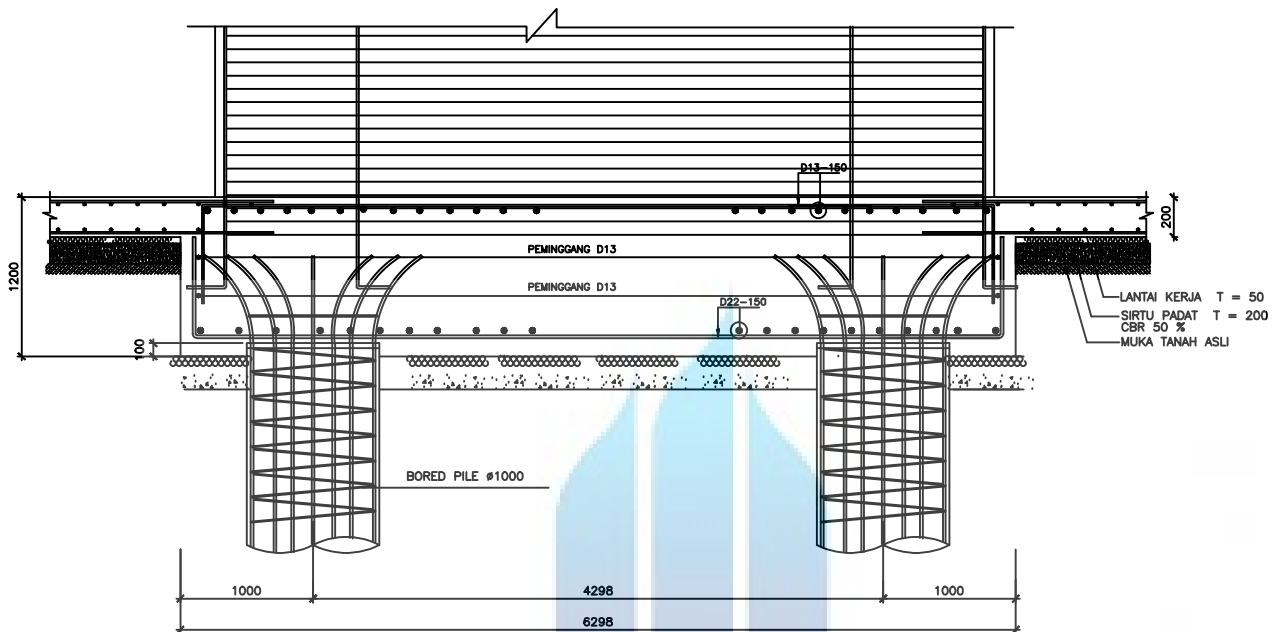 D13-150
200
PEMINGGANG D13
1200
PEMINGGANG D13
D22-150
LANTAI KERJA T = 50
SIRTU PADAT T = 200
CBR 50 %
MUKA TANAH ASLI
100
BORED PILE ø1000
1000
4298
1000
6298